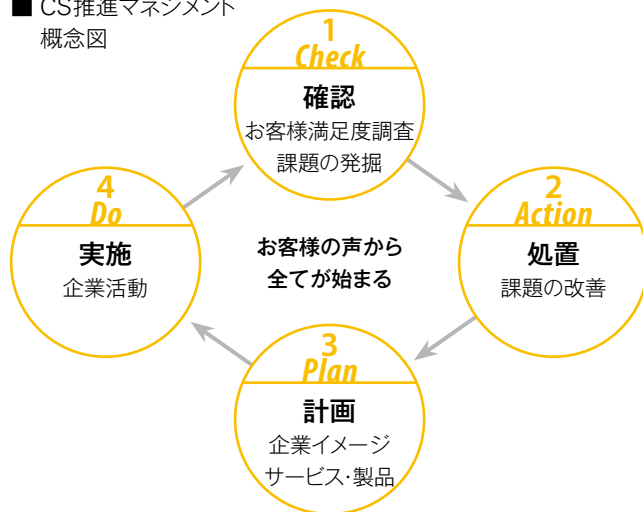 ■ CS推進マネジメント
概念図
1
Check
確認
お客様満足度調査
課題の発掘
2
Action
処置
課題の改善
3
Plan
計画
企業イメージ
サービス・製品
4
Do
実施
企業活動
お客様の声から
全てが始まる